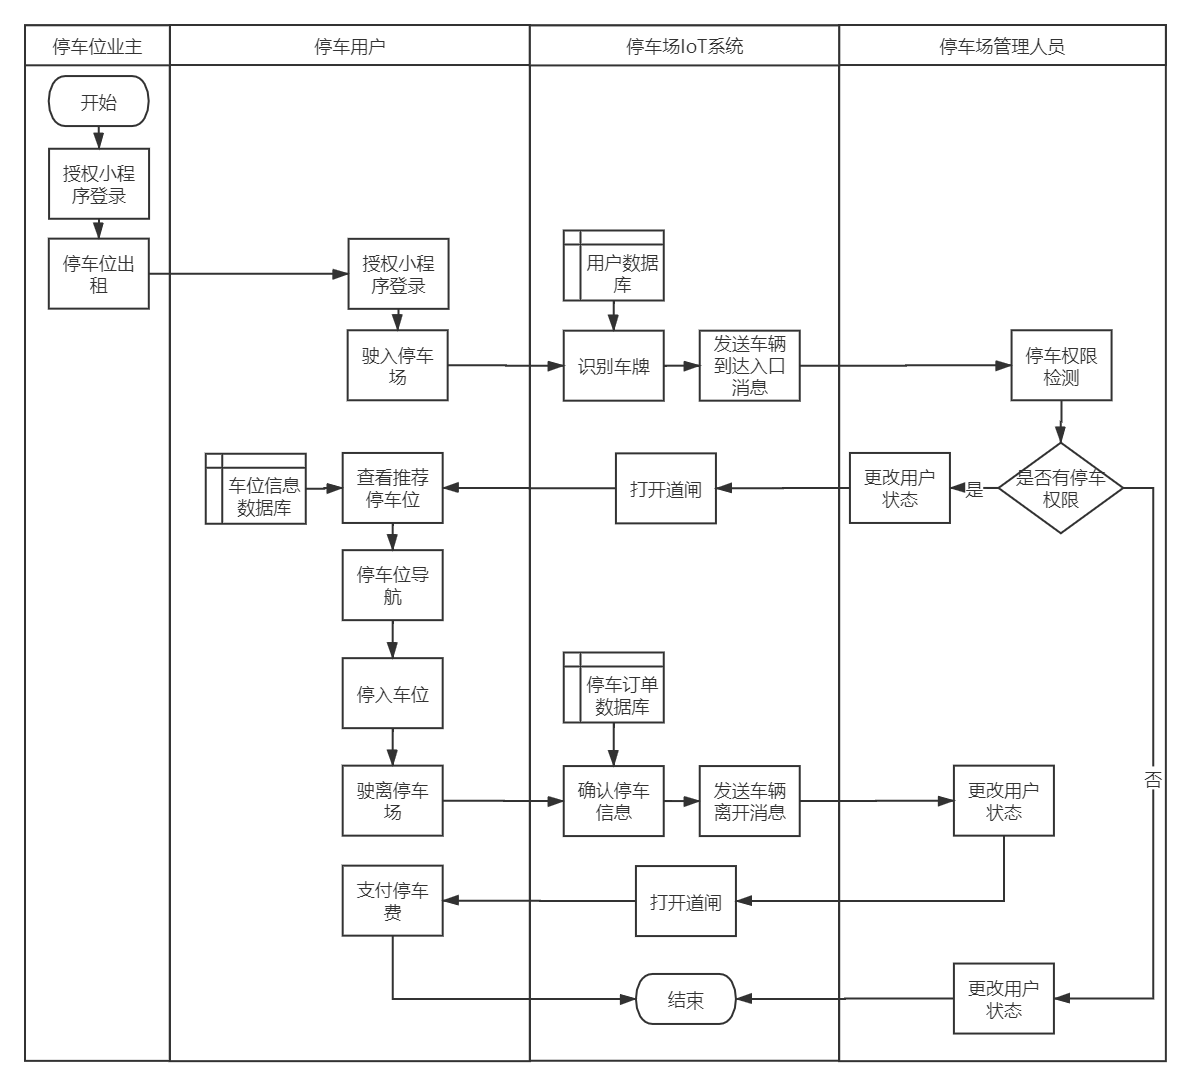 停车位业主
停车用户
停车场IoT系统
停车场管理人员
开始
授权小程
序登录
停车位出
租
授权小程
序登录
用户数据
库
驶入停车
场
识别车牌
发送车辆
到达入口
消息
停车权限
检测
车位信息
数据库
查看推荐
停车位
打开道闸
更改用户
状态
是
是否有停车
权限
停车位导
航
停入车位
停车订单
数据库
驶离停车
场
确认停车
信息
发送车辆
离开消息
更改用户
状态
否
支付停车
费
打开道闸
结束
更改用户
状态